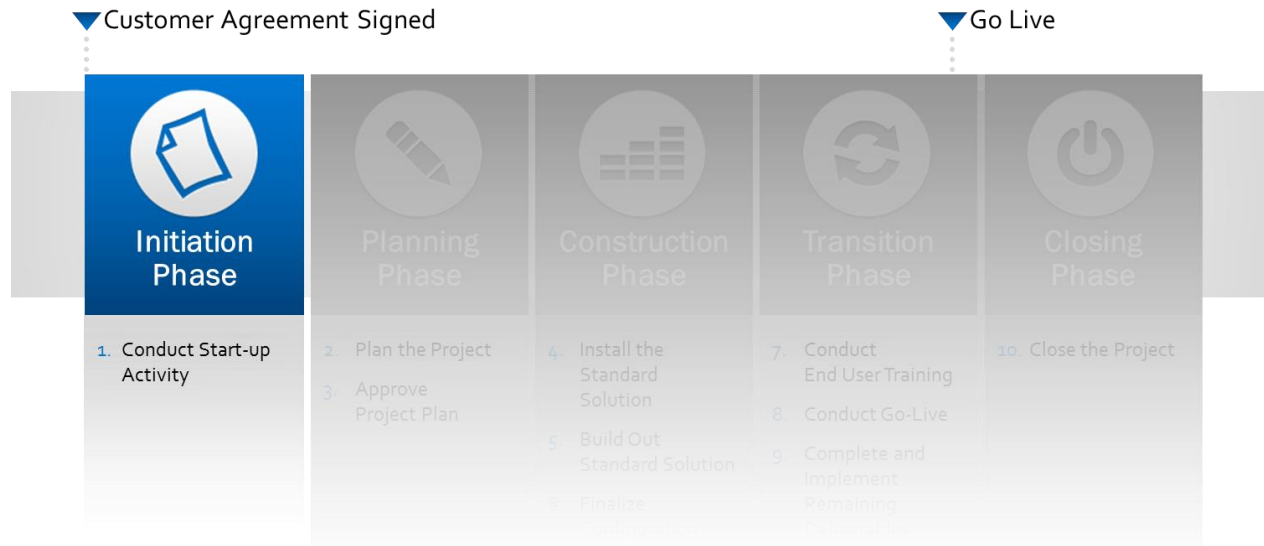 Customer Agreement Signed
Go Live
Initiation
Phase
Planning
Phase
Construction
Phase
Transition
Phase
Closing
Phase
1. Conduct Start-up
Activity
2. Plan the Project
3. Approve
Project Plan
4. Install the
Standard
Solution
5. Build Out
Standard Solution
Finalize
7. Conduct
End User Training
8. Conduct Go-Live
9. Complete and
Implement
Remaining
10. Close the Project